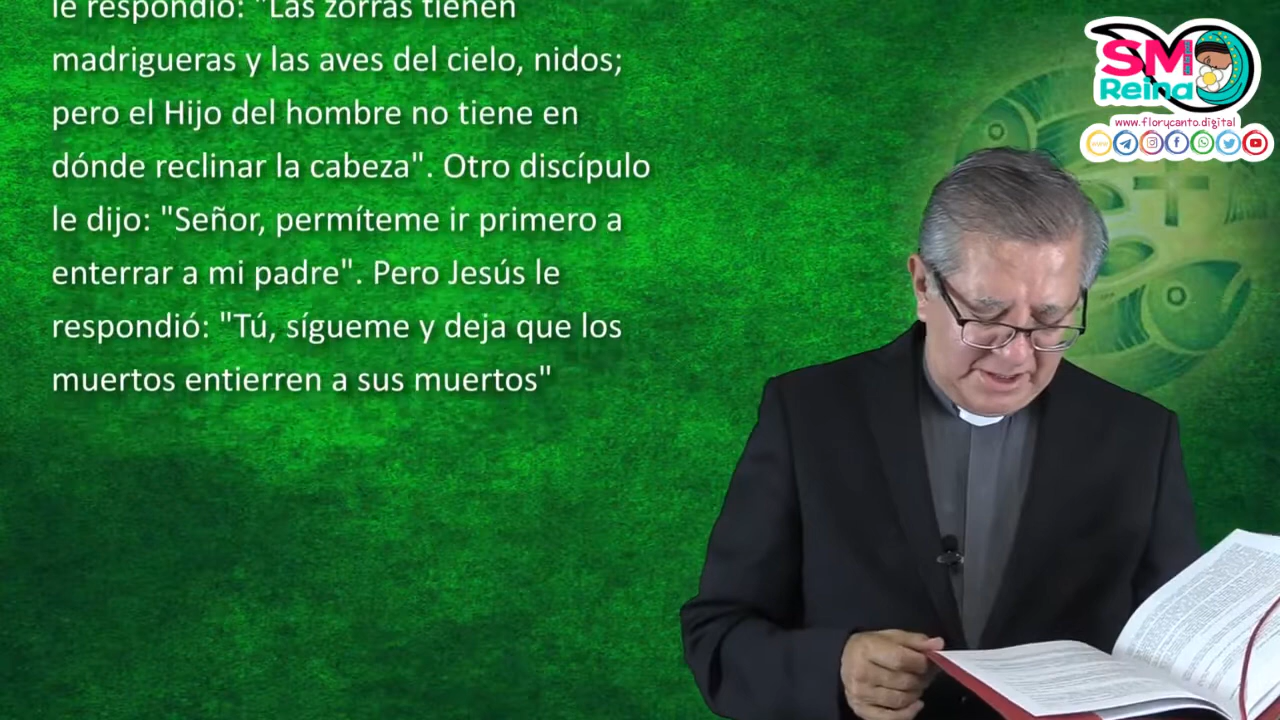 le respondió: "Las zorras tienen
madrigueras y las aves del cielo, nidos;
pero el Hijo del hombre no tiene en
dónde reclinar la cabeza". Otro discípulo
le dijo: "Señor, permíteme ir primero a
enterrar a mi padre". Pero Jesús le
respondió: "Tú, sígueme y deja que los
muertos entierren a sus muertos"
SM
Reina
www.florycanto.digital